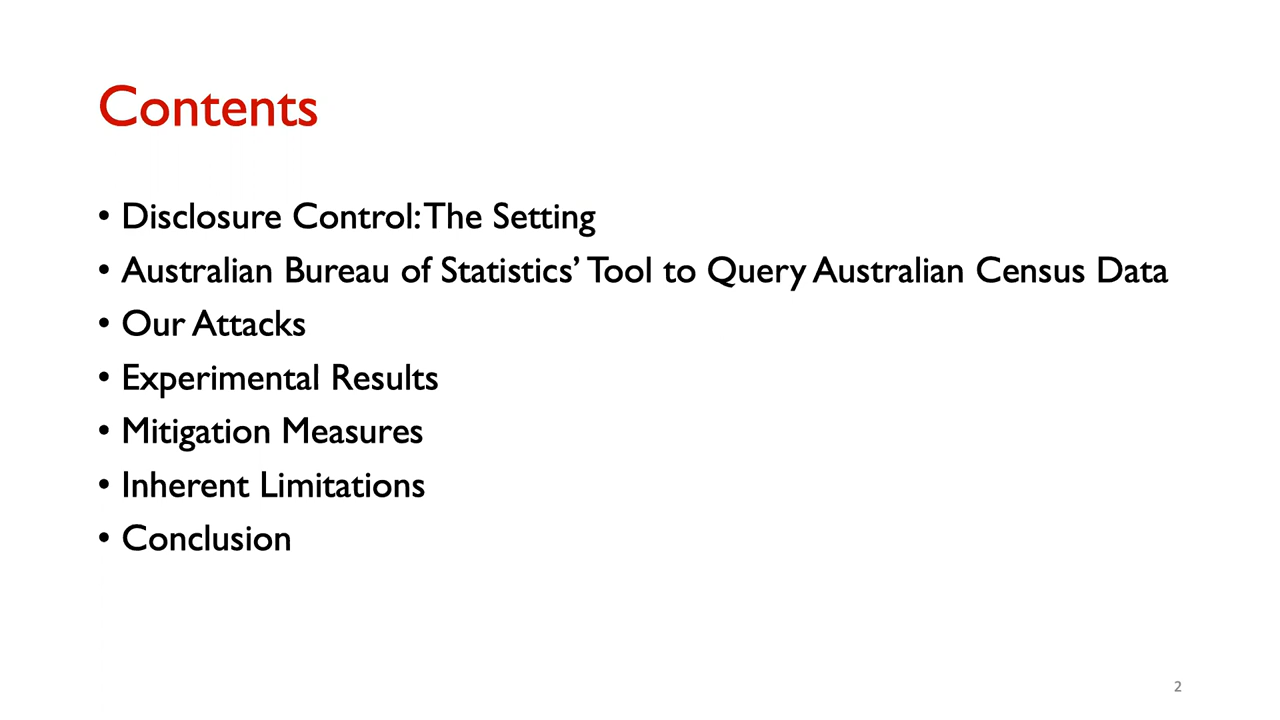 Contents
• Disclosure Control: The Setting
• Australian Bureau of Statistics’ Tool to Query Australian Census Data
• Our Attacks
• Experimental Results
• Mitigation Measures
• Inherent Limitations
• Conclusion
2